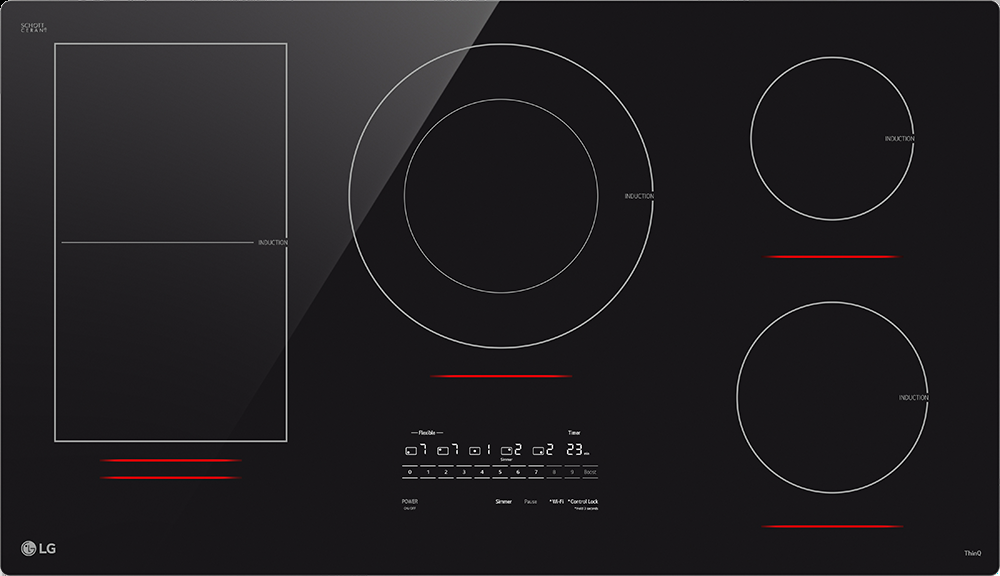 SCHOTT
CERAN®
INDUCTION
INDUCTION
INDUCTION
INDUCTION
Flexible Timer
7 7 1 2 2 23 min
Simmer
0 1 2 3 4 5 6 7 8 9 Boost
POWER Simmer Pause *Wi-Fi *Control Lock
ON/OFF *Hold 3 seconds
LG
ThinQ